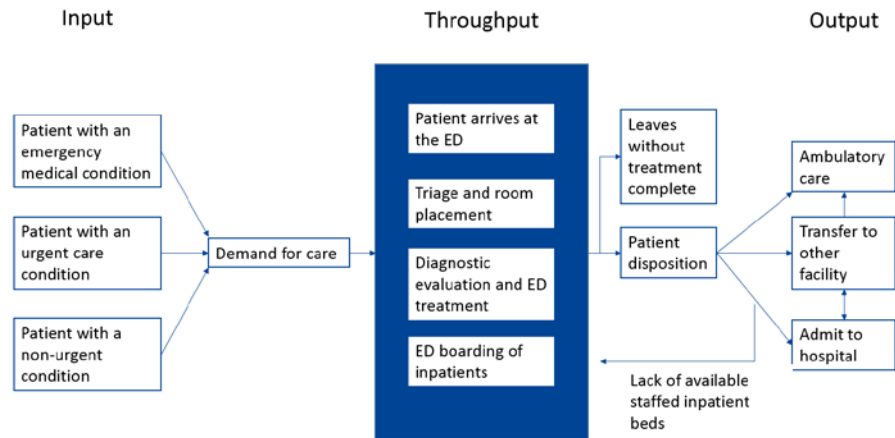 Input
Throughput
Output
Patient with an
emergency
medical condition
Patient with an
urgent care
condition
Patient with a
non-urgent
condition
Demand for care
Patient arrives at
the ED
Triage and room
placement
Diagnostic
evaluation and ED
treatment
ED boarding of
inpatients
Leaves
without
treatment
complete
Patient
disposition
Lack of available
staffed inpatient
beds
Ambulatory
care
Transfer to
other
facility
Admit to
hospital